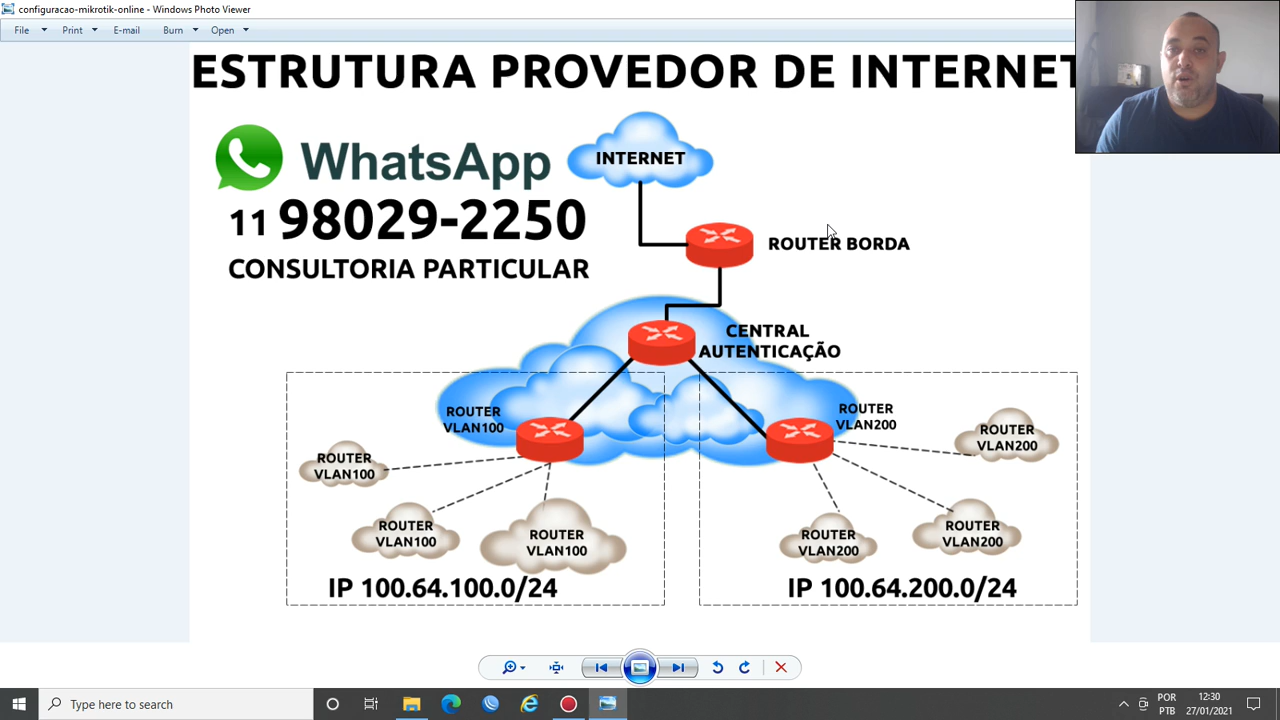 configuracao-mikrotik-online - Windows Photo Viewer
File Print E-mail Burn Open
ESTRUTURA PROVEDOR DE INTERNET
WhatsApp
11 98029-2250
CONSULTORIA PARTICULAR
INTERNET
ROUTER BORDA
CENTRAL
AUTENTICAÇÃO
ROUTER
VLAN100
ROUTER
VLAN200
ROUTER
VLAN100
ROUTER
VLAN100
ROUTER
VLAN100
IP 100.64.100.0/24
ROUTER
VLAN200
ROUTER
VLAN200
ROUTER
VLAN200
IP 100.64.200.0/24
Type here to search
POR
PTB
12:30
27/01/2021